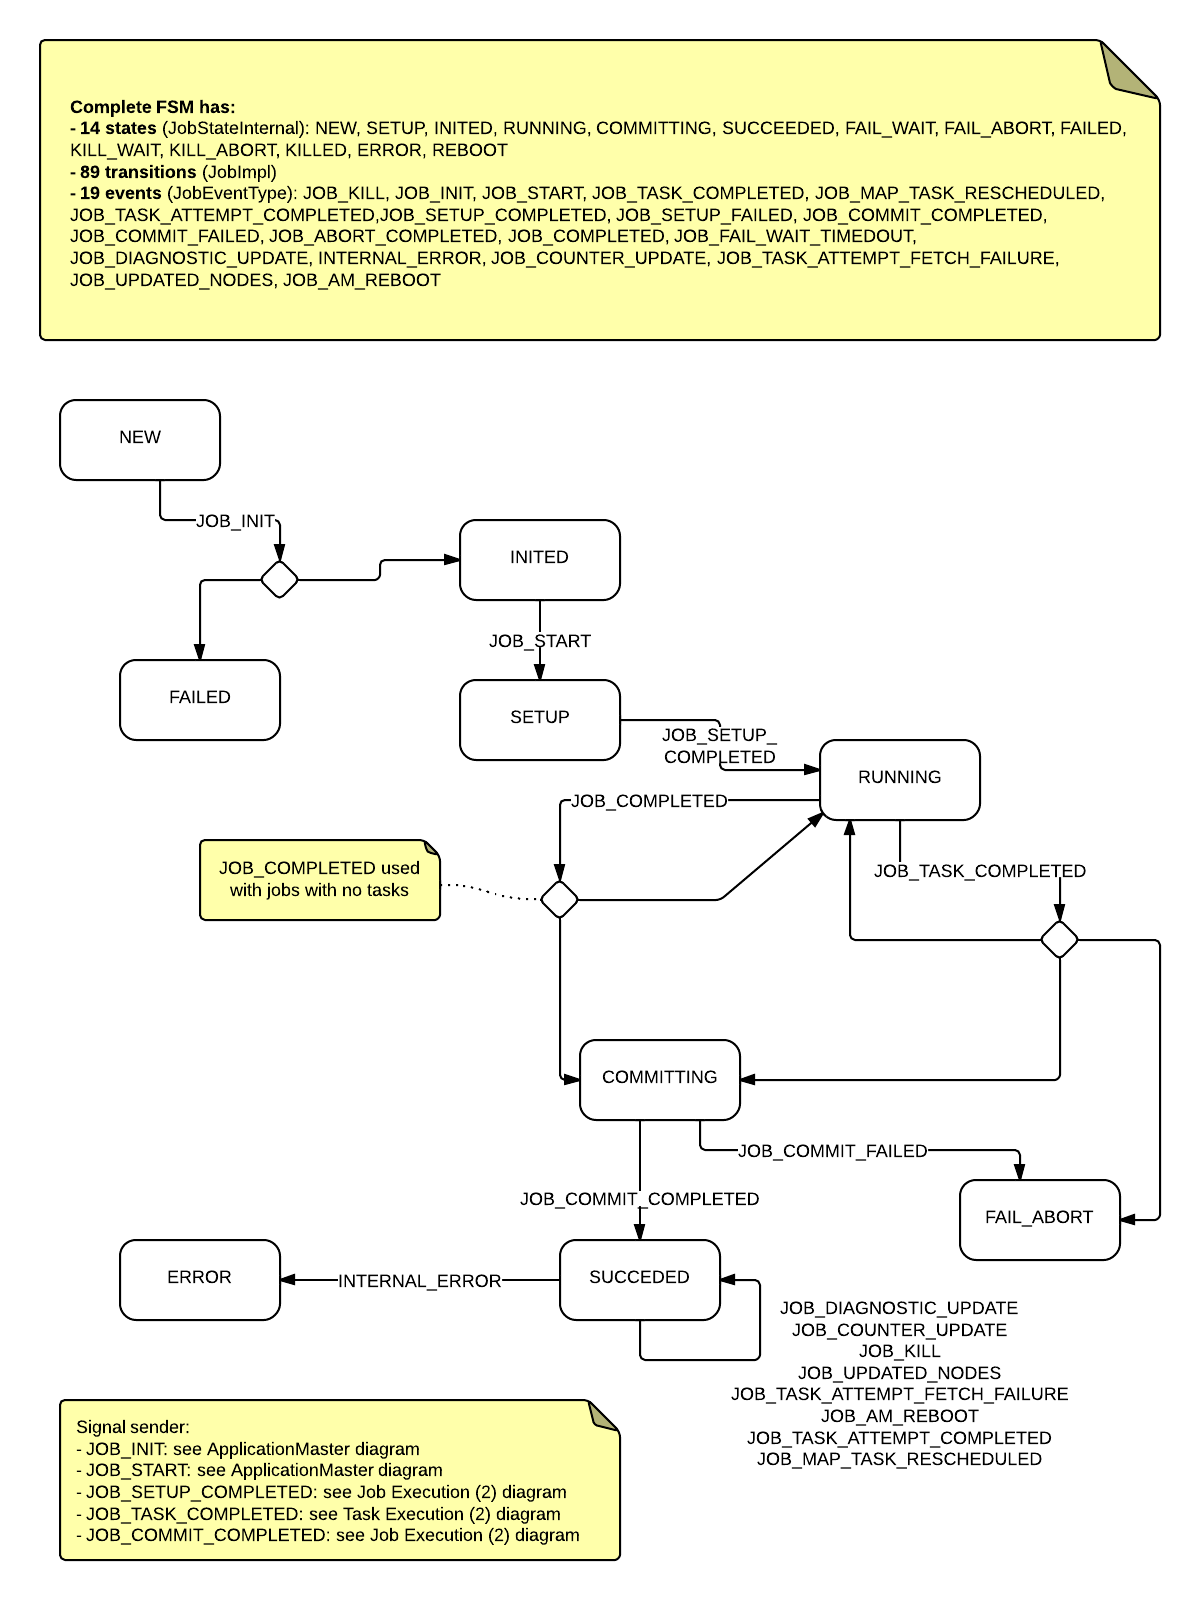 Complete FSM has:
- 14 states (JobStateInternal): NEW, SETUP, INITED, RUNNING, COMMITTING, SUCCEEDED, FAIL_WAIT, FAIL_ABORT, FAILED,
KILL_WAIT, KILL_ABORT, KILLED, ERROR, REBOOT
- 89 transitions (JobImpl)
- 19 events (JobEventType): JOB_KILL, JOB_INIT, JOB_START, JOB_TASK_COMPLETED, JOB_MAP_TASK_RESCHEDULED,
JOB_TASK_ATTEMPT_COMPLETED,JOB_SETUP_COMPLETED, JOB_SETUP_FAILED, JOB_COMMIT_COMPLETED,
JOB_COMMIT_FAILED, JOB_ABORT_COMPLETED, JOB_COMPLETED, JOB_FAIL_WAIT_TIMEDOUT,
JOB_DIAGNOSTIC_UPDATE, INTERNAL_ERROR, JOB_COUNTER_UPDATE, JOB_TASK_ATTEMPT_FETCH_FAILURE,
JOB_UPDATED_NODES, JOB_AM_REBOOT
NEW
JOB_INIT
INITED
JOB_START
FAILED
SETUP
JOB_SETUP_
COMPLETED
RUNNING
JOB_COMPLETED
JOB_COMPLETED used
with jobs with no tasks
JOB_TASK_COMPLETED
COMMITTING
JOB_COMMIT_FAILED
JOB_COMMIT_COMPLETED
FAIL_ABORT
ERROR
INTERNAL_ERROR
SUCCEDED
JOB_DIAGNOSTIC_UPDATE
JOB_COUNTER_UPDATE
JOB_KILL
JOB_UPDATED_NODES
JOB_TASK_ATTEMPT_FETCH_FAILURE
JOB_AM_REBOOT
JOB_TASK_ATTEMPT_COMPLETED
JOB_MAP_TASK_RESCHEDULED
Signal sender:
- JOB_INIT: see ApplicationMaster diagram
- JOB_START: see ApplicationMaster diagram
- JOB_SETUP_COMPLETED: see Job Execution (2) diagram
- JOB_TASK_COMPLETED: see Task Execution (2) diagram
- JOB_COMMIT_COMPLETED: see Job Execution (2) diagram